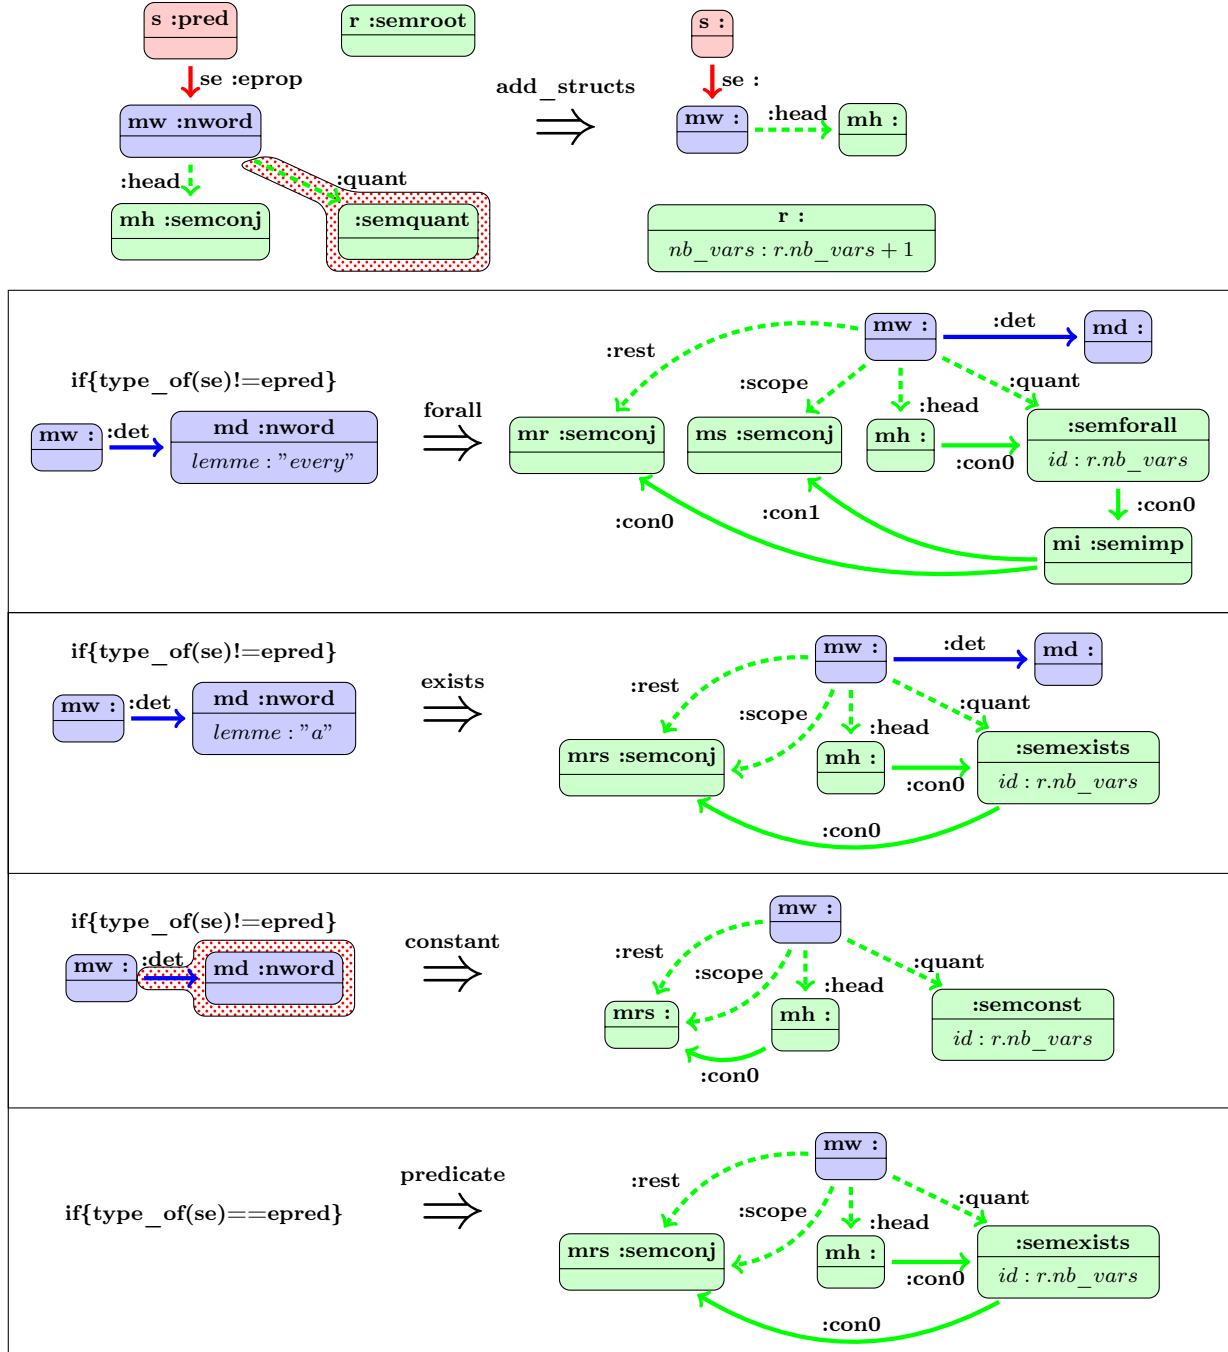 s :pred
r :semroot
s :
se :eprop
add_structs
se :
mw :nword
mw :
:head
mh :
:head
:quant
mh :semconj
:semquant
r :
nb_vars : r.nb_vars + 1
if{type_of(se)!=epred}
mw :
:det
md :nword
lemme : "every"
forall
mw :
:det
md :
:rest
:scope
:head
:quant
mr :semconj
ms :semconj
mh :
:con0
:semforall
id : r.nb_vars
:con0
:con1
:con0
mi :semimp
if{type_of(se)!=epred}
mw :
:det
md :nword
lemme : "a"
exists
mw :
:det
md :
:rest
:scope
:head
:quant
mrs :semconj
mh :
:con0
:semexists
id : r.nb_vars
:con0
if{type_of(se)!=epred}
mw :
:det
md :nword
constant
mw :
:rest
:scope
:head
:quant
mrs :
mh :
:semconst
id : r.nb_vars
:con0
if{type_of(se)==epred}
predicate
mw :
:rest
:scope
:head
:quant
mrs :semconj
mh :
:con0
:semexists
id : r.nb_vars
:con0